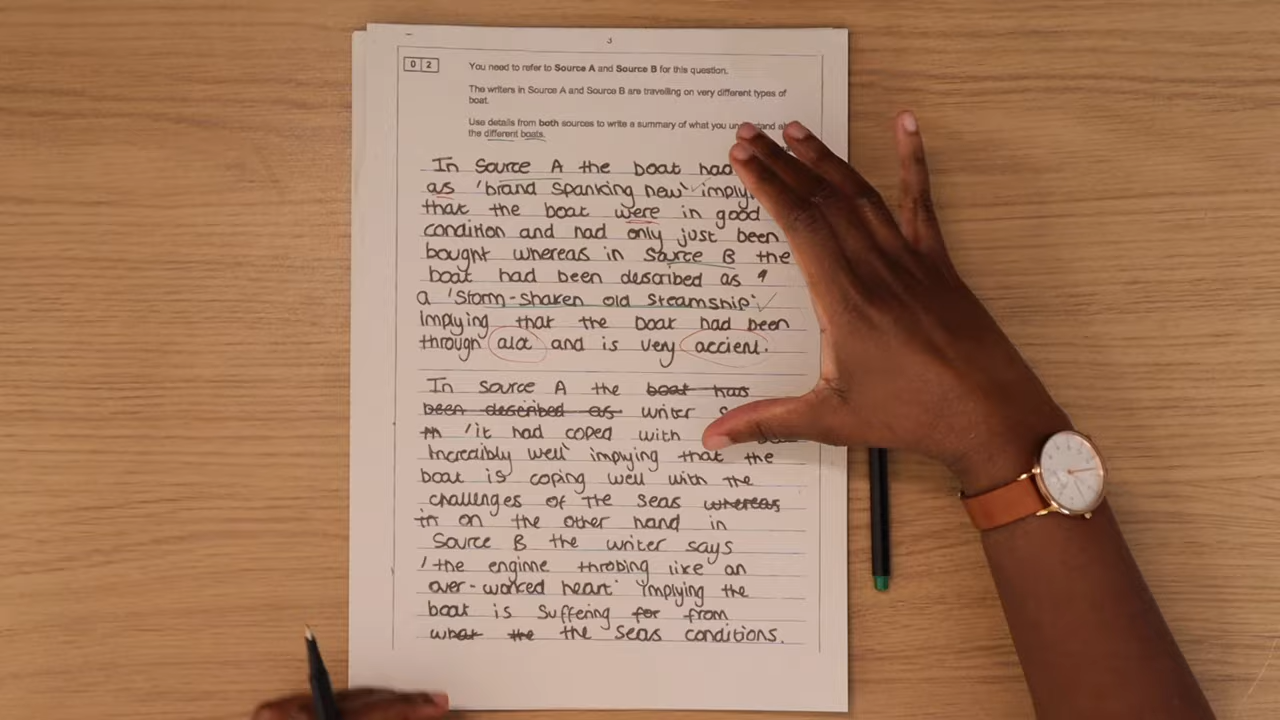 3
0 2
You need to refer to Source A and Source B for this question.
The writers in Source A and Source B are travelling on very different types of
boat.
Use details from both sources to write a summary of what you understand
the different boats.
In Source A the boat had
as 'brand spanking new'
that the boat were in good
condition and had only just been
bought whereas in Source B the
boat had been described as
a 'storm-shaken old steamship'
Implying that the boat had been
through alot and is very accient.
In Source A the boat has
been described as writer
'it had coped with
Incredibly well' implying that the
boat is coping well with the
challenges of the seas whereas
in on the other hand in
Source B the writer says
'the enginne throbing like an
over-worked heart' implying the
boat is suffering for from
what the the seas conditions.